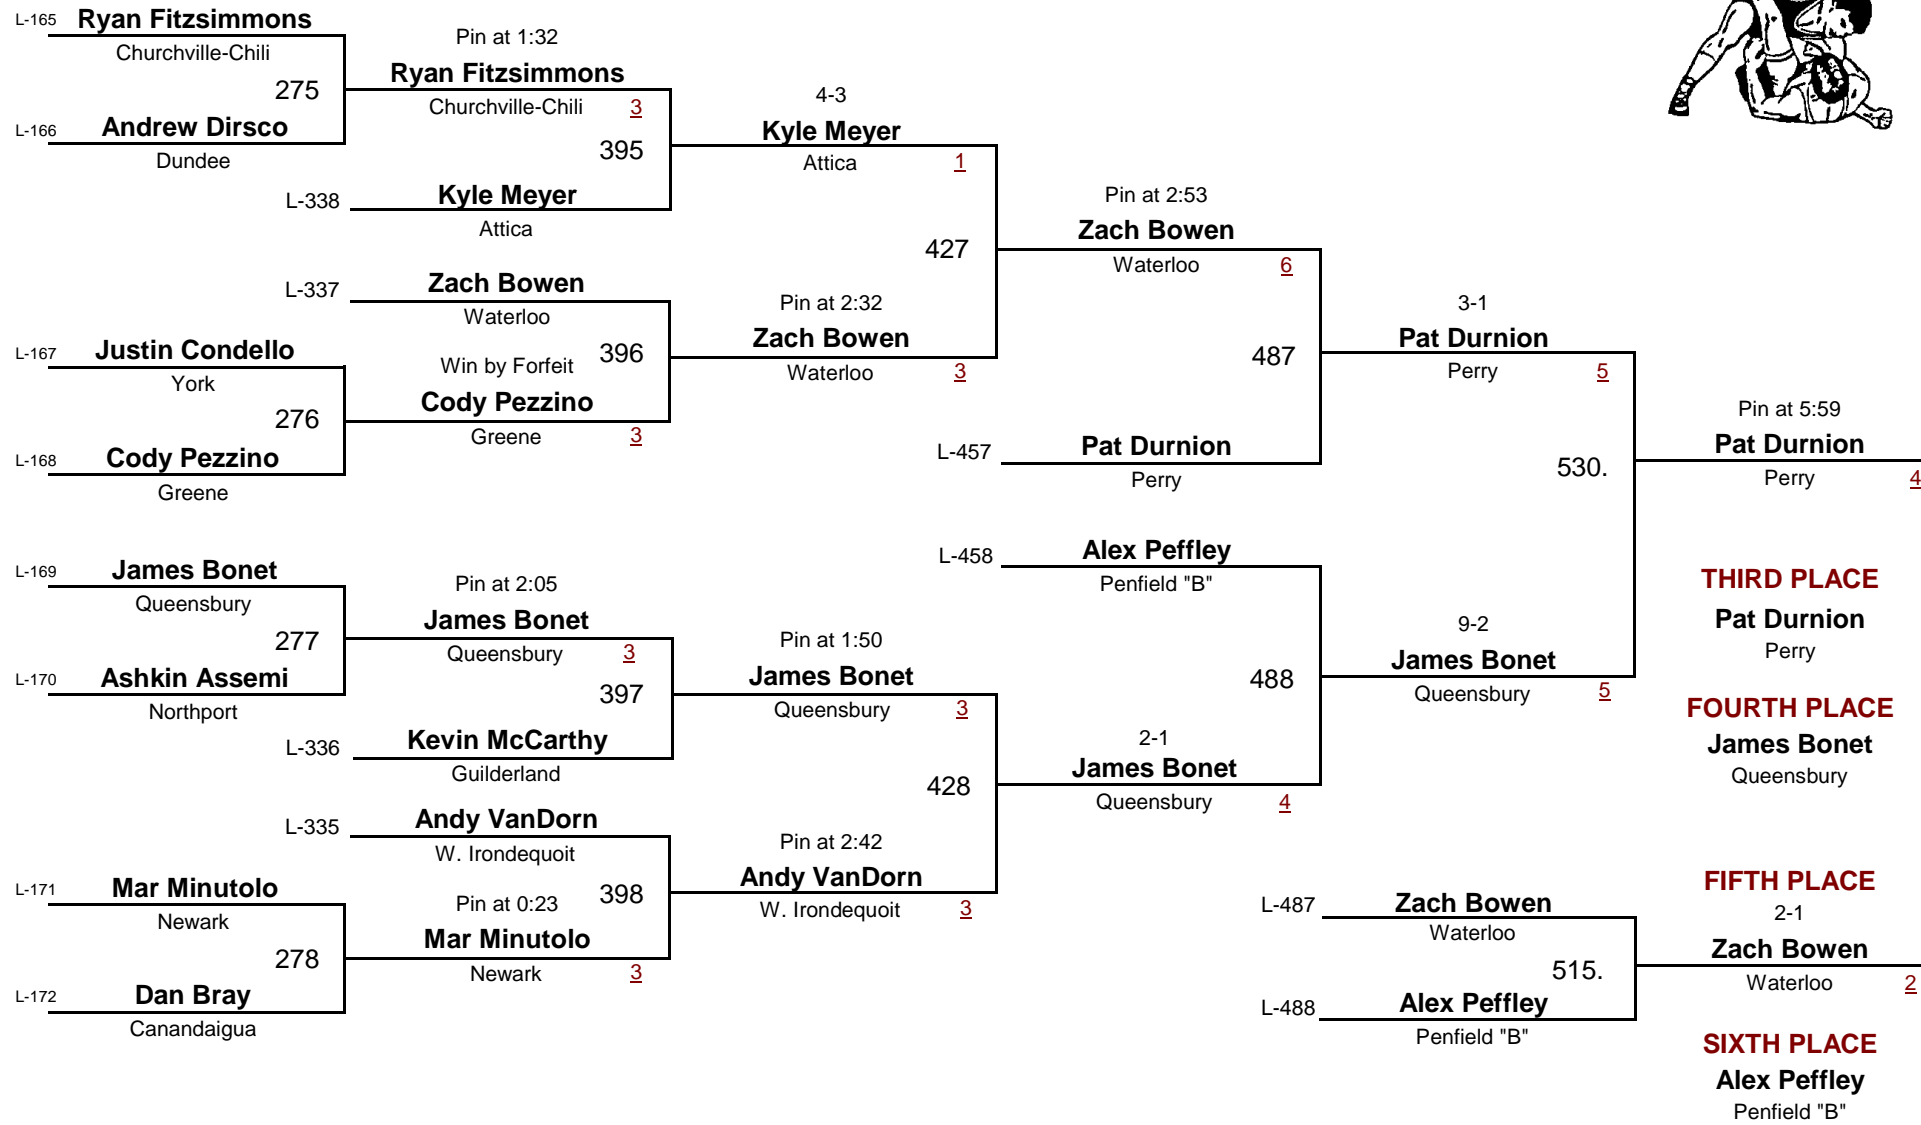 L-165 Ryan Fitzsimmons
Churchville-Chili
275
L-166 Andrew Dirsco
Dundee
Pin at 1:32
Ryan Fitzsimmons
Churchville-Chili 3
395
L-338 Kyle Meyer
Attica
4-3
Kyle Meyer
Attica 1
L-337 Zach Bowen
Waterloo
L-167 Justin Condello
York
276
L-168 Cody Pezzino
Greene
Win by Forfeit 396
Cody Pezzino
Greene 3
Pin at 2:32
Zach Bowen
Waterloo 3
427
Pin at 2:53
Zach Bowen
Waterloo 6
487
L-457 Pat Durnion
Perry
3-1
Pat Durnion
Perry 5
530.
Pin at 5:59
Pat Durnion
Perry 4
L-169 James Bonet
Queensbury
277
L-170 Ashkin Assemi
Northport
Pin at 2:05
James Bonet
Queensbury 3
397
L-336 Kevin McCarthy
Guilderland
Pin at 1:50
James Bonet
Queensbury 3
L-335 Andy VanDorn
W. Irondequoit
L-171 Mar Minutolo
Newark
278
L-172 Dan Bray
Canandaigua
Pin at 0:23 398
Mar Minutolo
Newark 3
Pin at 2:42
Andy VanDorn
W. Irondequoit 3
428
2-1
James Bonet
Queensbury 4
L-458 Alex Peffley
Penfield "B"
488
9-2
James Bonet
Queensbury 5
THIRD PLACE
Pat Durnion
Perry
FOURTH PLACE
James Bonet
Queensbury
L-487 Zach Bowen
Waterloo
515.
L-488 Alex Peffley
Penfield "B"
FIFTH PLACE
2-1
Zach Bowen
Waterloo 2
SIXTH PLACE
Alex Peffley
Penfield "B"